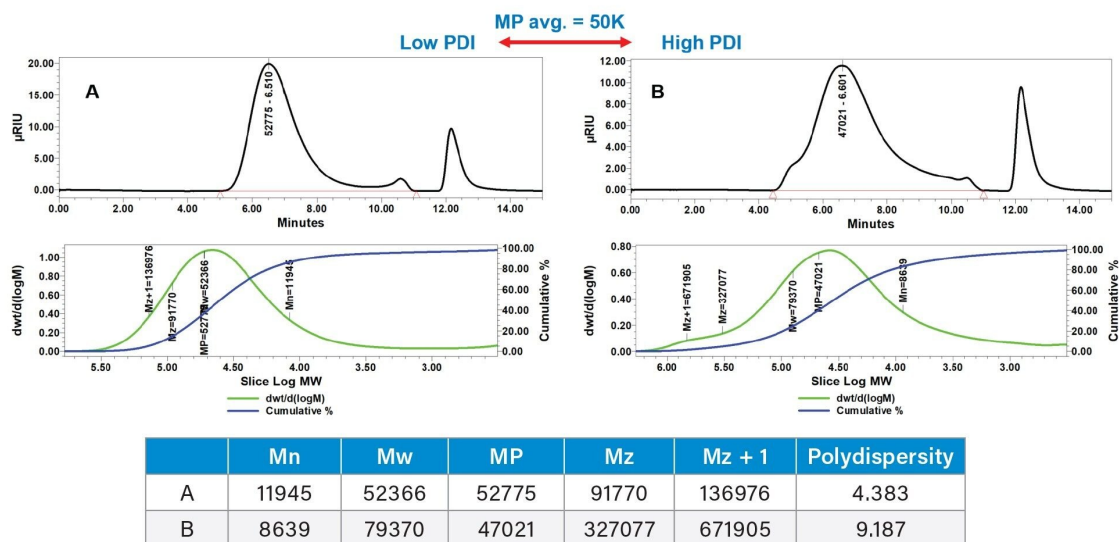 MP avg. = 50K
Low PDI
High PDI
A
20.00
15.00
10.00
5.00
0.00
µRIU
52775 - 6.510
0.00 2.00 4.00 6.00 8.00 10.00 12.00 14.00
Minutes
B
12.00
10.00
8.00
6.00
4.00
2.00
0.00
µRIU
47021 - 6.601
0.00 2.00 4.00 6.00 8.00 10.00 12.00 14.00
Minutes
dwt/d(logM)
1.00
0.80
0.60
0.40
0.20
0.00
Mz+1=136976
Mz=91770
Mw=52366
Mn=11945
100.00
80.00
60.00
40.00
20.00
0.00
Cumulative %
5.50 5.00 4.50 4.00 3.50 3.00
Slice Log MW
dwt/d(logM)
Cumulative %
dwt/d(logM)
0.80
0.60
0.40
0.20
0.00
Mz+1=671905
Mz=327077
Mw=79370
MP=47021
Mn=8639
100.00
80.00
60.00
40.00
20.00
0.00
Cumulative %
6.00 5.50 5.00 4.50 4.00 3.50 3.00
Slice Log MW
dwt/d(logM)
Cumulative %
Mn Mw MP Mz Mz + 1 Polydispersity
A 11945 52366 52775 91770 136976 4.383
B 8639 79370 47021 327077 671905 9.187